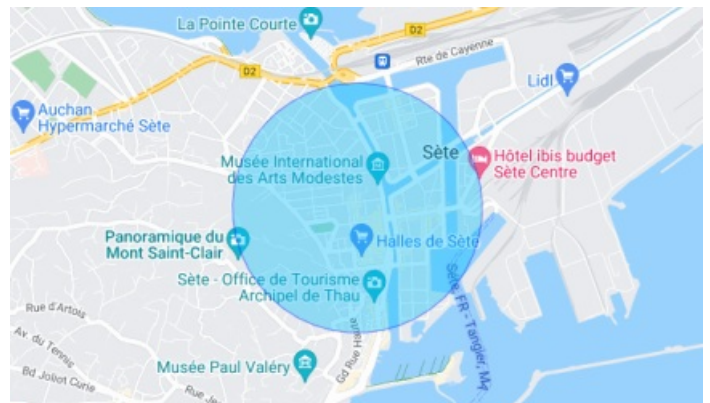 La Pointe Courte
D2
Rte de Cayenne
D2
Lidl
Auchan
Hypermarché Sète
Musée International
des Arts Modestes
Sète
Hôtel ibis budget
Sète Centre
Panoramique du
Mont Saint-Clair
Halles de Sète
Sète - Office de Tourisme
Archipel de Thau
Sète, FR - Tangier, MA
Rue d'Artois
Av. du Tennis
Bd Joliot Curie
Musée Paul Valéry
Gd Rue Haute
Rue